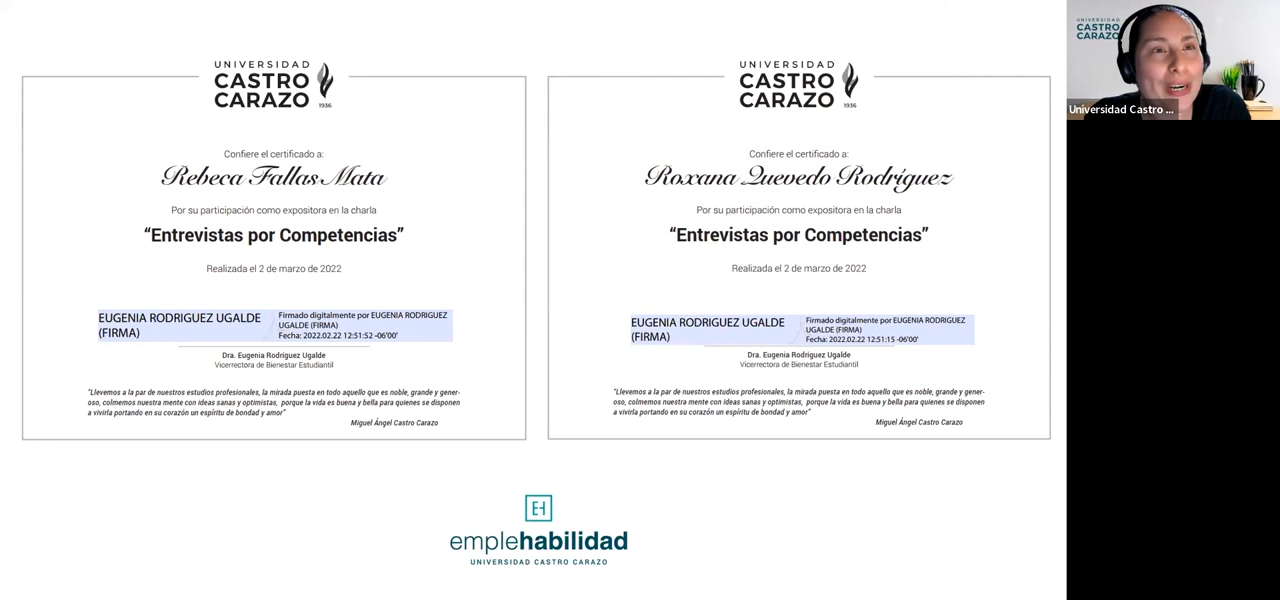 UNIVERSIDAD
CASTRO
CARAZO
1936
Confiere el certificado a:
Rebeca Fallas Mata
Por su participación como expositora en la charla
“Entrevistas por Competencias”
Realizada el 2 de marzo de 2022
EUGENIA RODRIGUEZ UGALDE
(FIRMA)
Firmado digitalmente por EUGENIA RODRIGUEZ
UGALDE (FIRMA)
Fecha: 2022.02.22 12:51:52 -06'00'
Dra. Eugenia Rodríguez Ugalde
Vicerrectora de Bienestar Estudiantil
"Llevemos a la par de nuestros estudios profesionales, la mirada puesta en todo aquello que es noble, grande y gener-
oso, colmemos nuestra mente con ideas sanas y optimistas, porque la vida es buena y bella para quienes se disponen
a vivirla portando en su corazón un espíritu de bondad y amor"
Miguel Ángel Castro Carazo
UNIVERSIDAD
CASTRO
CARAZO
1936
Confiere el certificado a:
Roxana Quevedo Rodríguez
Por su participación como expositora en la charla
“Entrevistas por Competencias”
Realizada el 2 de marzo de 2022
EUGENIA RODRIGUEZ UGALDE
(FIRMA)
Firmado digitalmente por EUGENIA RODRIGUEZ
UGALDE (FIRMA)
Fecha: 2022.02.22 12:51:15 -06'00'
Dra. Eugenia Rodríguez Ugalde
Vicerrectora de Bienestar Estudiantil
"Llevemos a la par de nuestros estudios profesionales, la mirada puesta en todo aquello que es noble, grande y gener-
oso, colmemos nuestra mente con ideas sanas y optimistas, porque la vida es buena y bella para quienes se disponen
a vivirla portando en su corazón un espíritu de bondad y amor"
Miguel Ángel Castro Carazo
EH
emplehabilidad
UNIVERSIDAD CASTRO CARAZO
UNIVERSIDAD
CASTRO
CARAZO
Universidad Castro ...